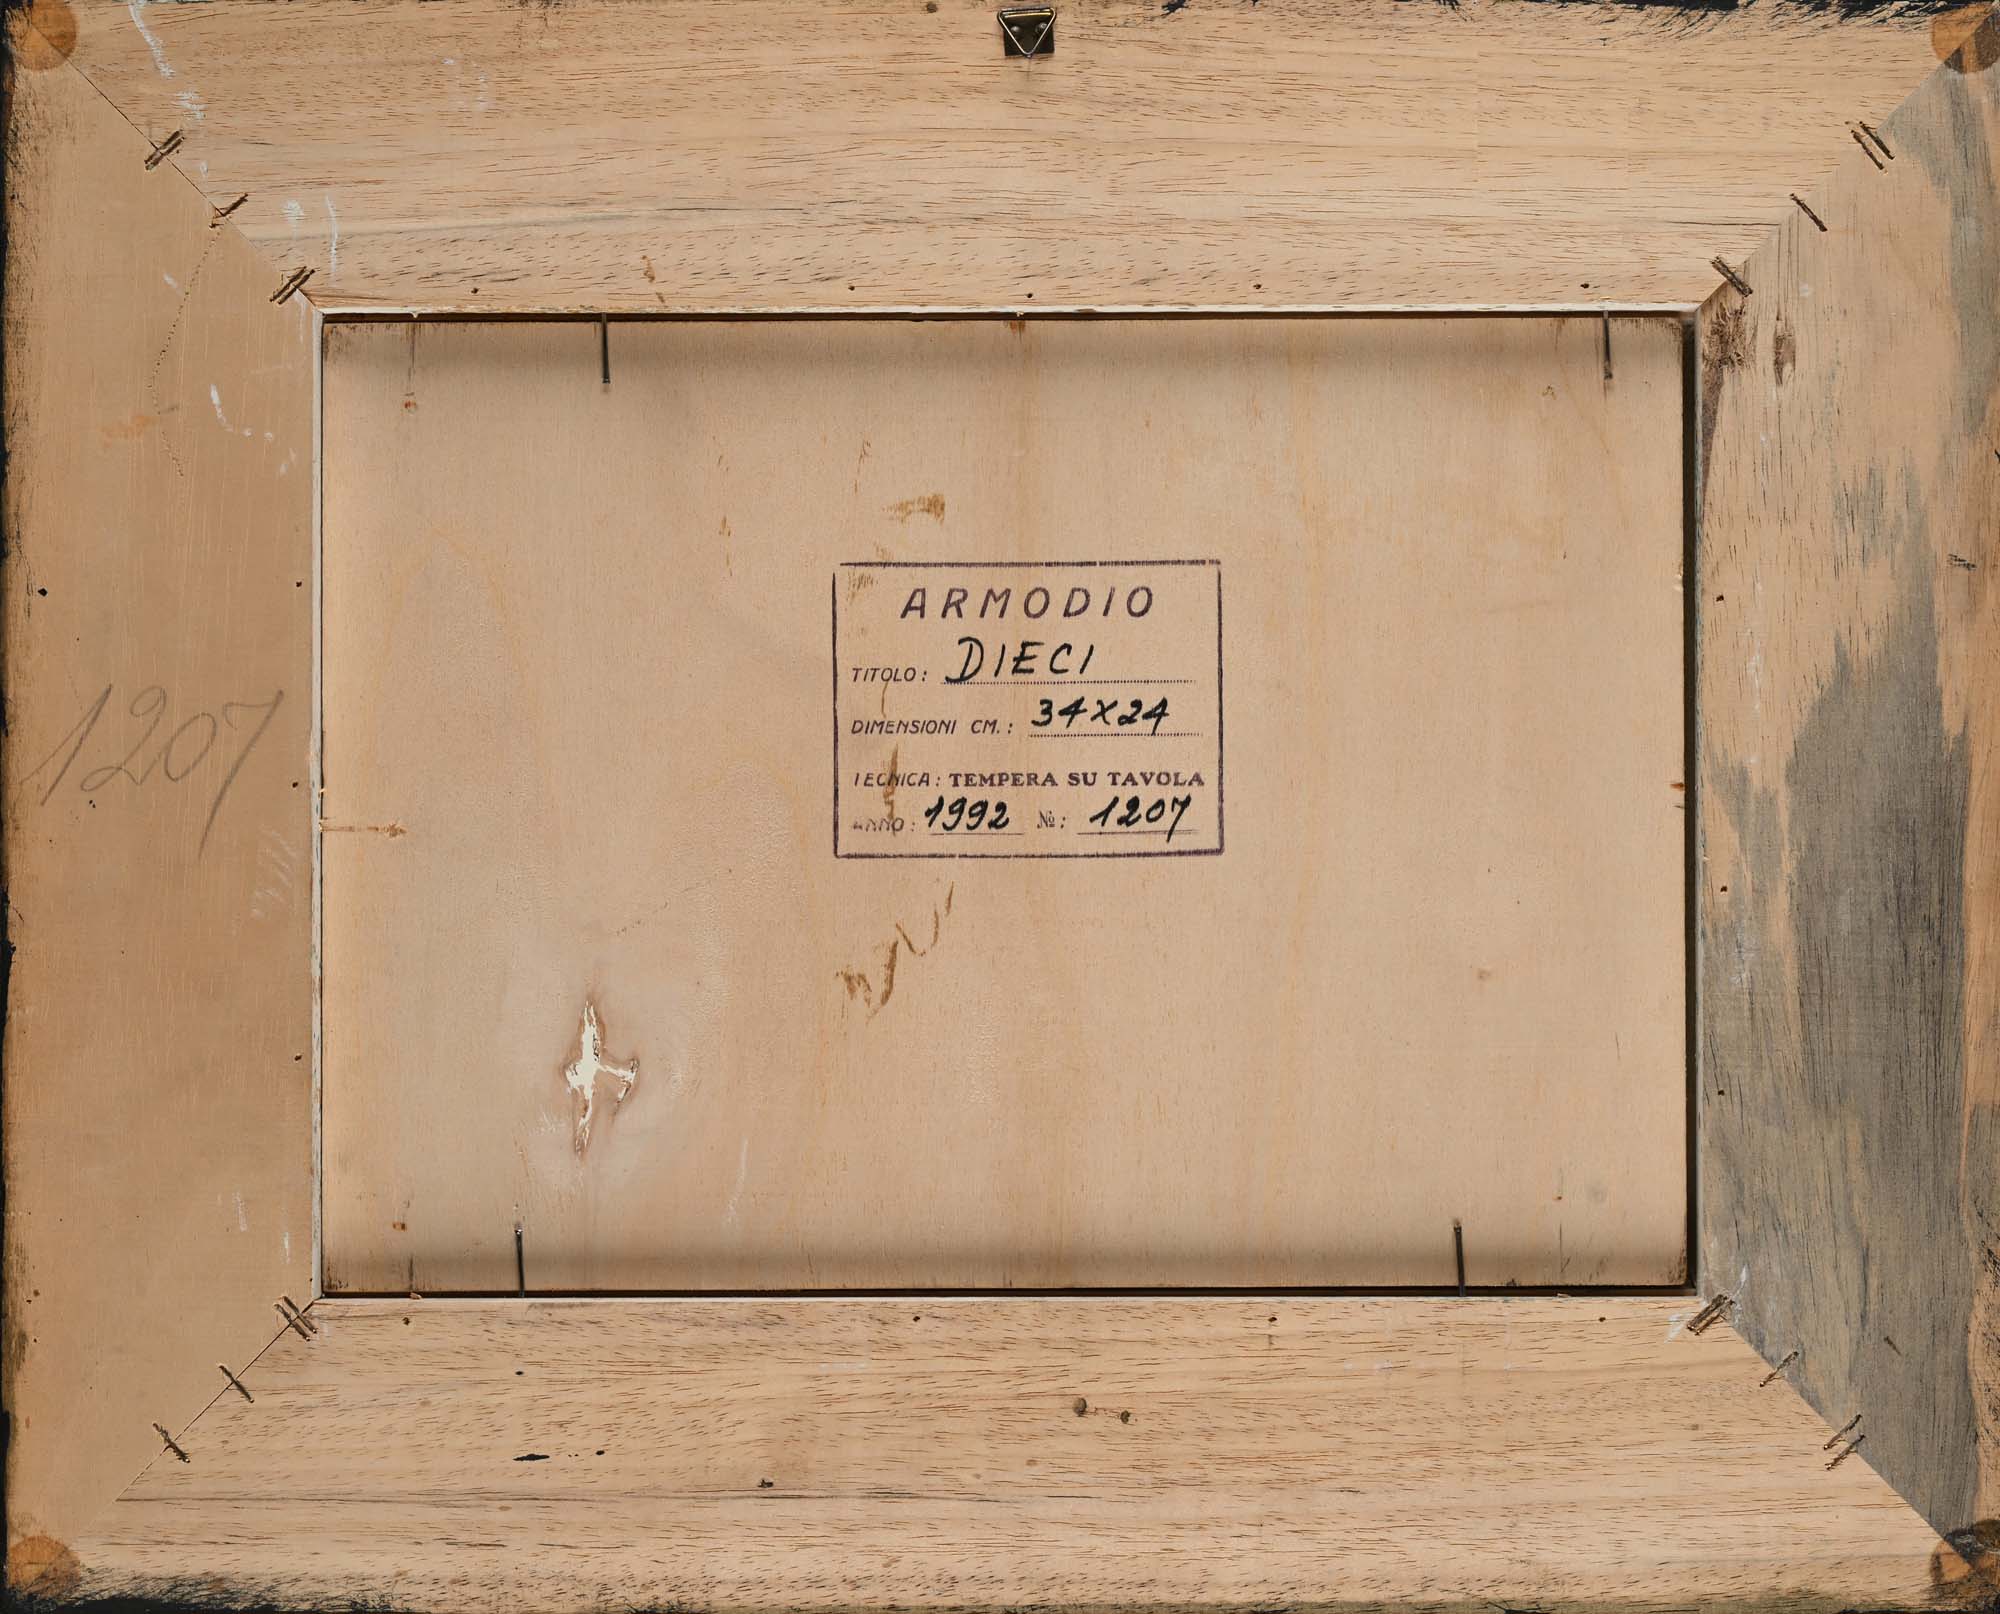 ARMODIO
TITOLO: DIECI
DIMENSIONI CM.: 34X24
TECNICA: TEMPERA SU TAVOLA
ANNO: 1992 №: 1207
1207